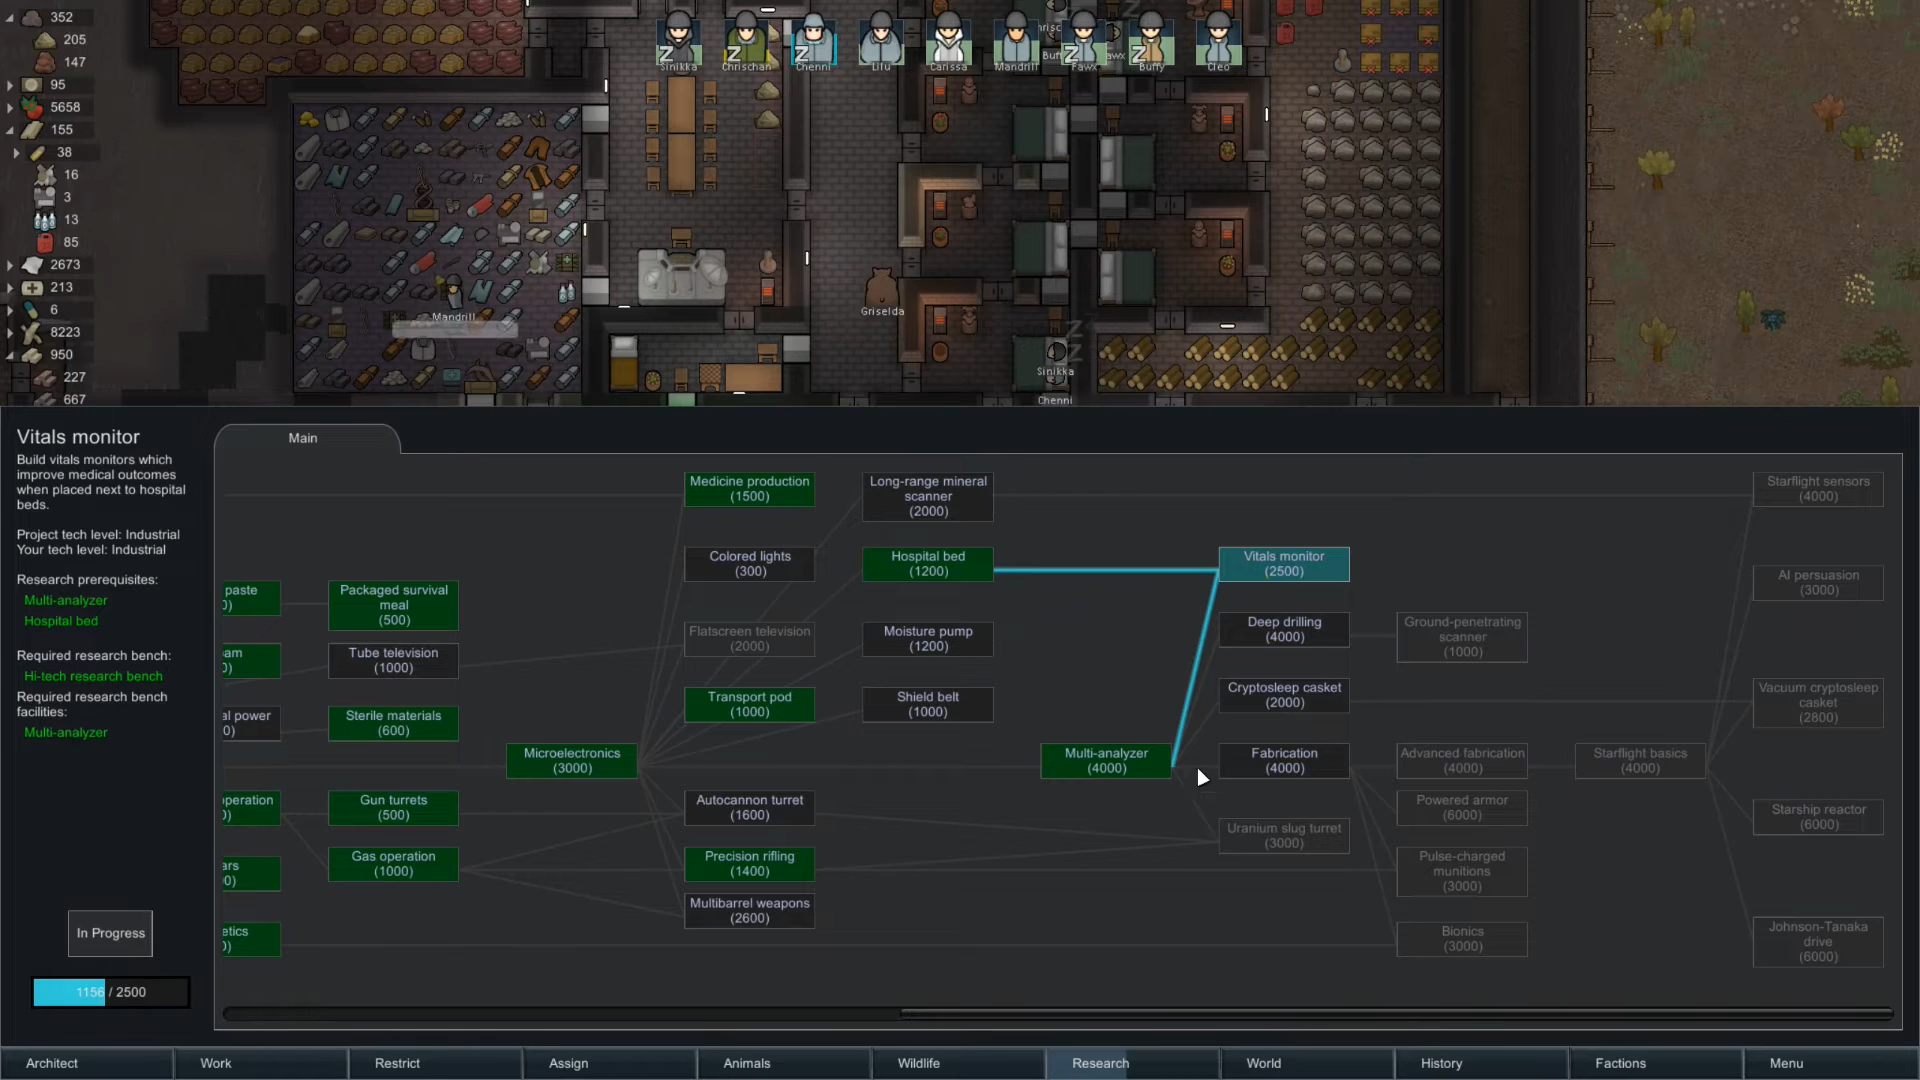 352
205
147
95
5658
155
38
16
3
13
85
2673
213
6
8223
950
227
667
Sinikka
Chrischan
Chenni
Lilu
Carissa
Mandrill
Fawx
Buffy
Cleo
Mandrill
Griselda
Sinikka
Chenni
Vitals monitor
Build vitals monitors which
improve medical outcomes
when placed next to hospital
beds.
Project tech level: Industrial
Your tech level: Industrial
Research prerequisites:
Multi-analyzer
Hospital bed
Required research bench:
Hi-tech research bench
Required research bench
facilities:
Multi-analyzer
In Progress
1156 / 2500
Main
paste
Packaged survival
meal
(500)
Tube television
(1000)
al power
Sterile materials
(600)
Microelectronics
(3000)
peration
Gun turrets
(500)
Gas operation
(1000)
ars
etics
Medicine production
(1500)
Colored lights
(300)
Flatscreen television
(2000)
Transport pod
(1000)
Autocannon turret
(1600)
Precision rifling
(1400)
Multibarrel weapons
(2600)
Long-range mineral
scanner
(2000)
Hospital bed
(1200)
Moisture pump
(1200)
Shield belt
(1000)
Multi-analyzer
(4000)
Vitals monitor
(2500)
Deep drilling
(4000)
Cryptosleep casket
(2000)
Fabrication
(4000)
Uranium slug turret
(3000)
Ground-penetrating
scanner
(1000)
Advanced fabrication
(4000)
Powered armor
(6000)
Pulse-charged
munitions
(3000)
Bionics
(3000)
Starflight basics
(4000)
Starflight sensors
(4000)
AI persuasion
(3000)
Vacuum cryptosleep
casket
(2800)
Starship reactor
(6000)
Johnson-Tanaka
drive
(6000)
Architect
Work
Restrict
Assign
Animals
Wildlife
Research
World
History
Factions
Menu